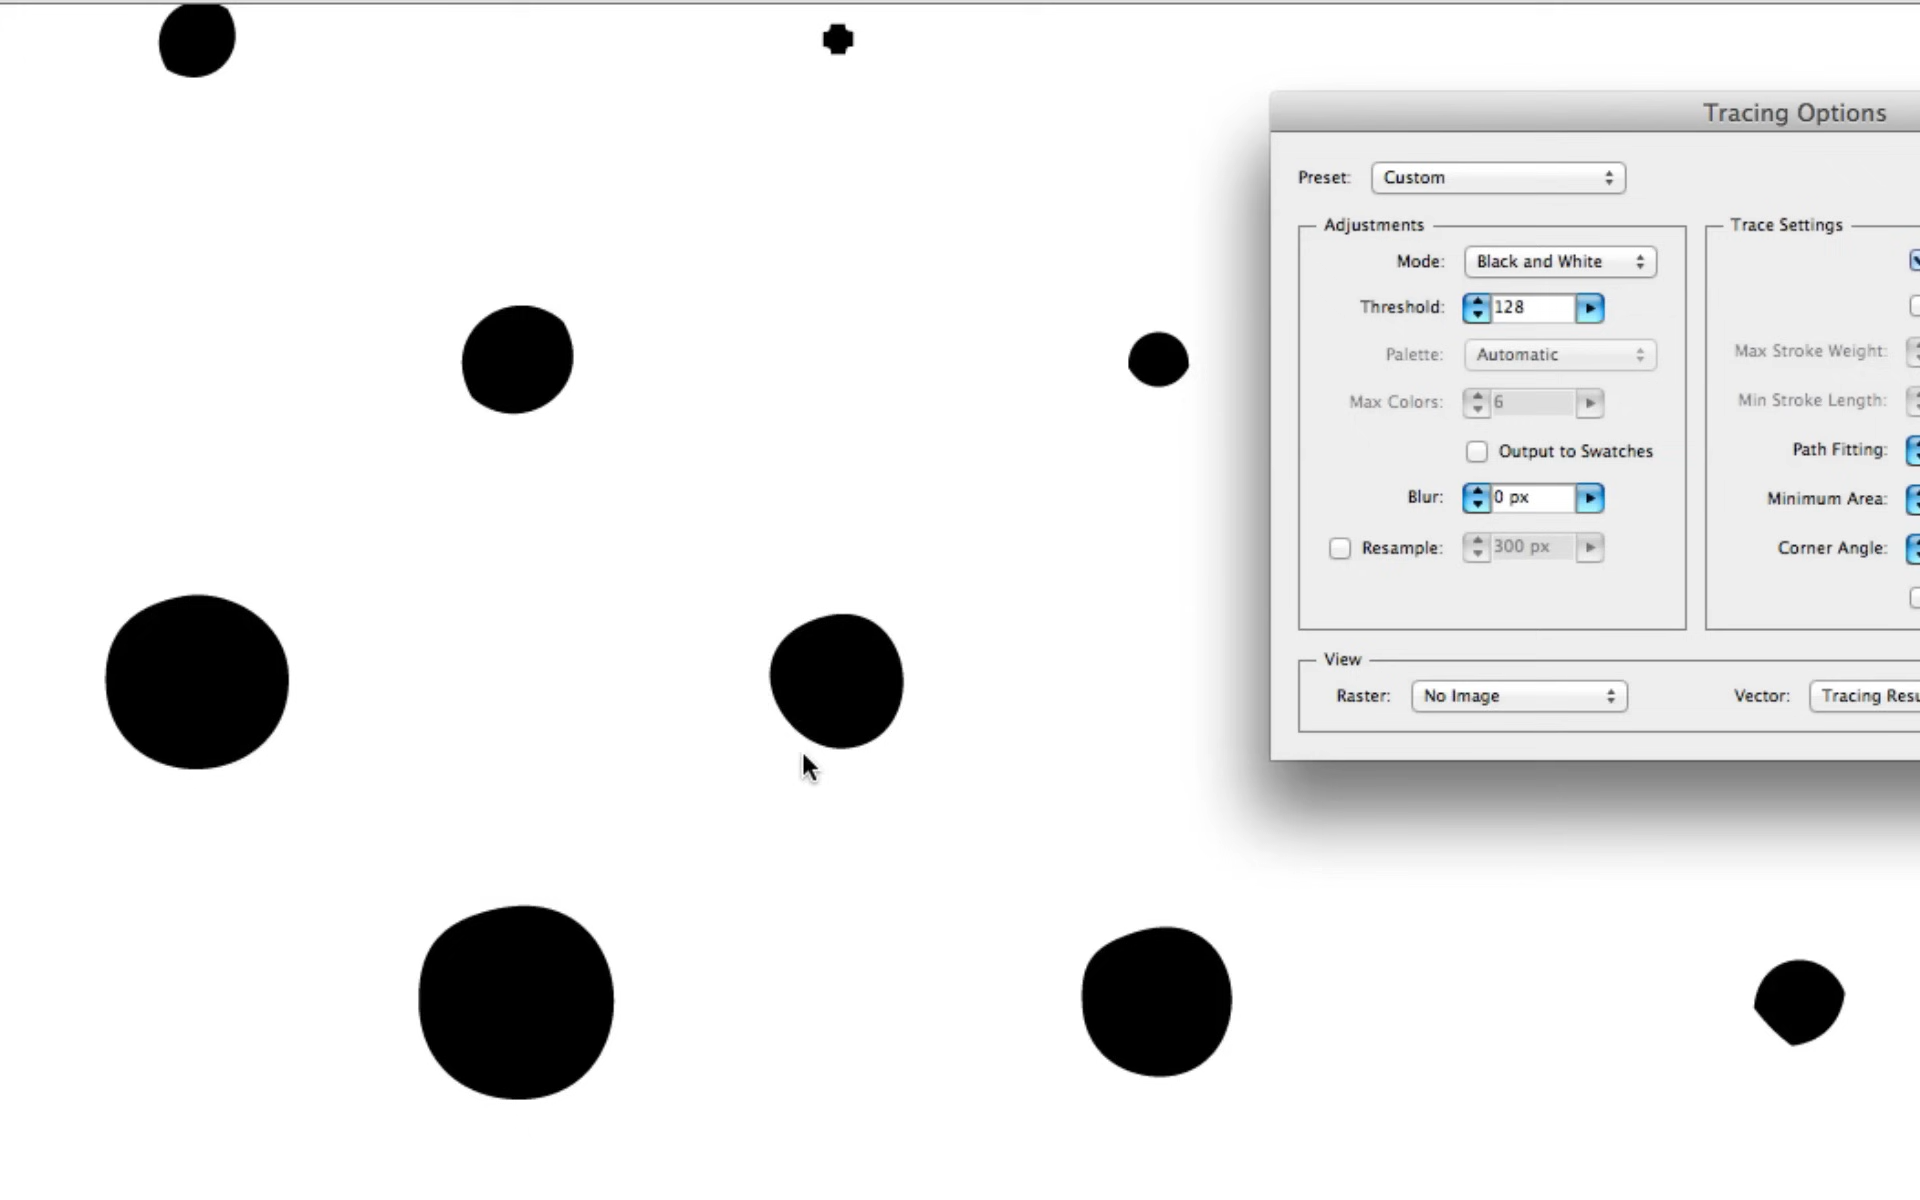 Tracing Options
Preset: Custom
Adjustments
Mode: Black and White
Threshold: 128
Palette: Automatic
Max Colors: 6
Output to Swatches
Blur: 0 px
Resample: 300 px
Trace Settings
Max Stroke Weight:
Min Stroke Length:
Path Fitting:
Minimum Area:
Corner Angle:
View
Raster: No Image
Vector: Tracing Resu